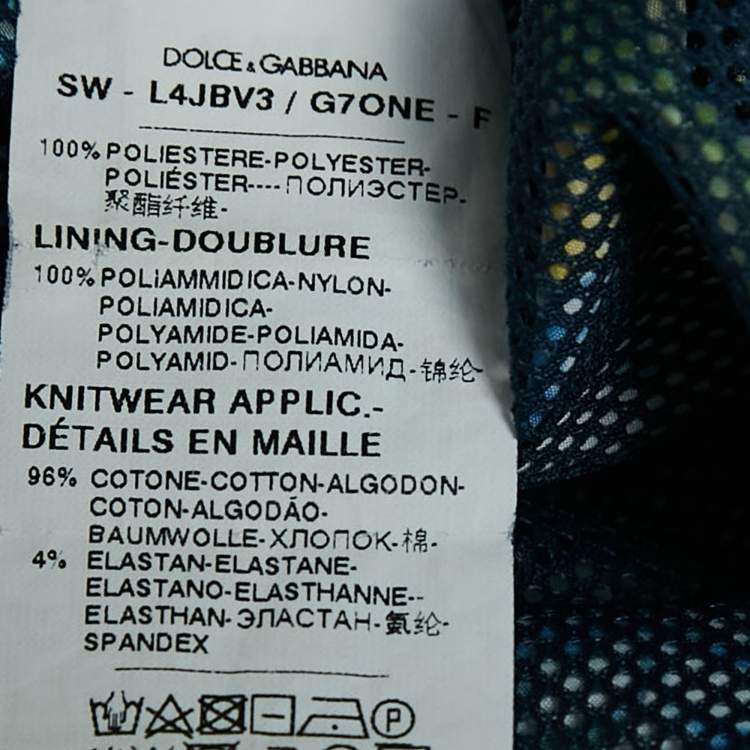 DOLCE & GABBANA
SW - L4JBV3 / G7ONE - F
100% POLIESTERE-POLYESTER-
POLIÉSTER----ПОЛИЭСТЕР-
聚酯纤维-
LINING-DOUBLURE
100% POLIAMMIDICA-NYLON-
POLIAMIDICA-
POLYAMIDE-POLIAMIDA-
POLYAMID-ПОЛИАМИД-锦纶-
KNITWEAR APPLIC.-
DÉTAILS EN MAILLE
96% COTONE-COTTON-ALGODON-
COTON-ALGODÃO-
BAUMWOLLE-ХЛОПОК-棉-
4% ELASTAN-ELASTANE-
ELASTANO-ELASTHANNE--
ELASTHAN-ЭЛАСТАН-氨纶-
SPANDEX
P